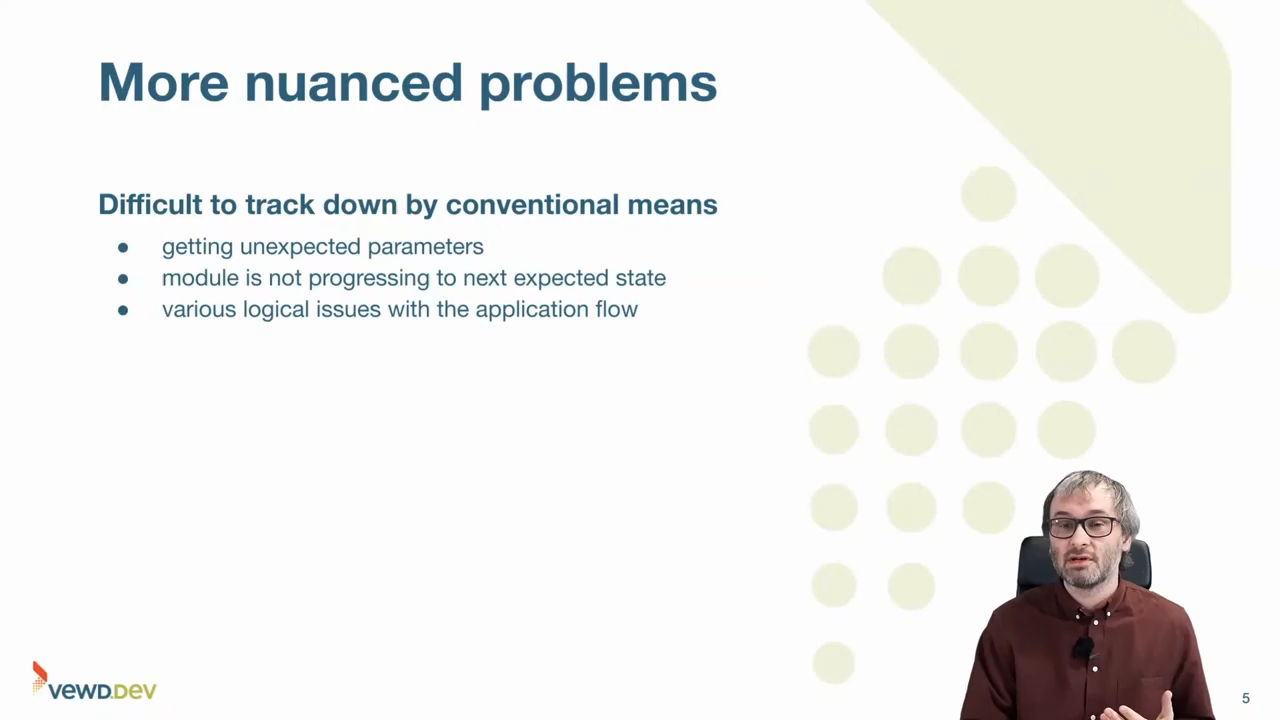 More nuanced problems
Difficult to track down by conventional means
● getting unexpected parameters
● module is not progressing to next expected state
● various logical issues with the application flow
vewd.dev
5